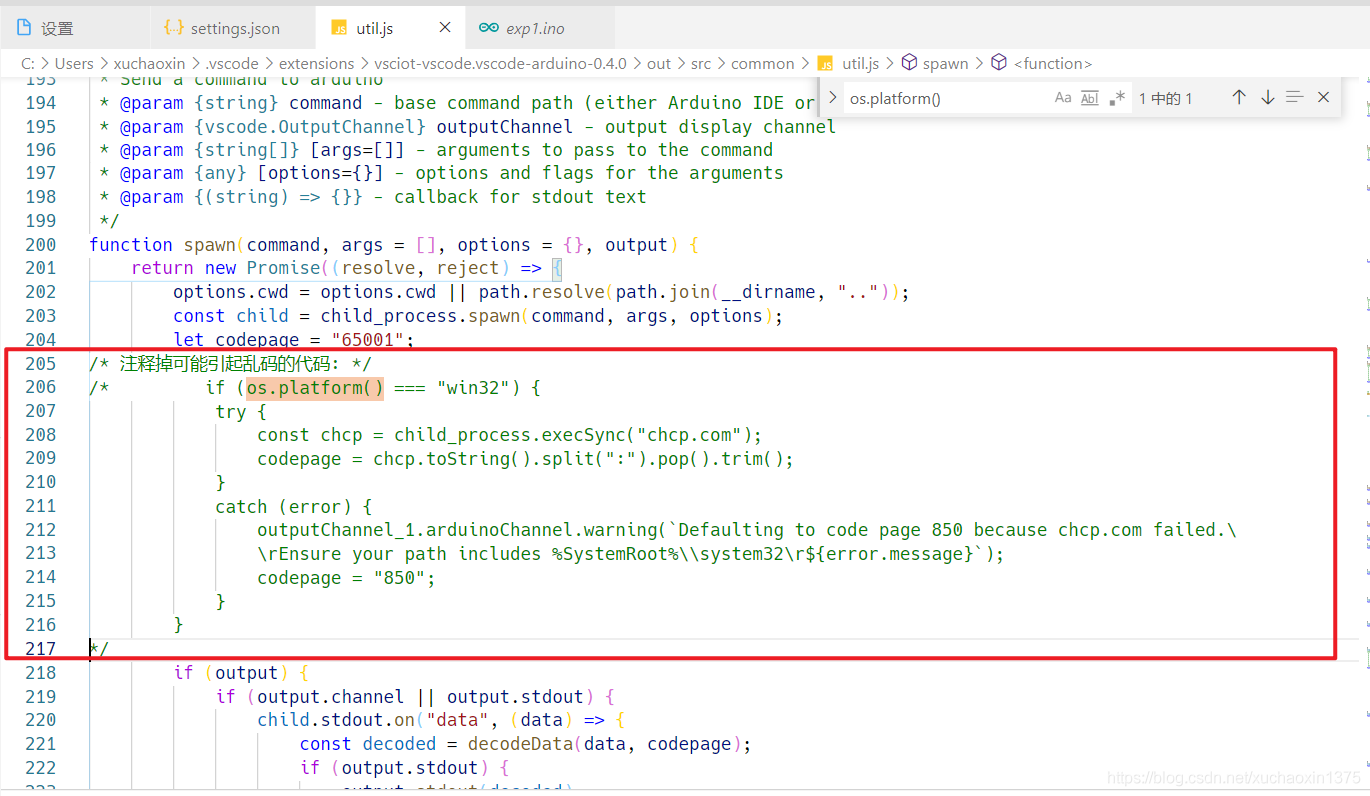 设置 settings.json util.js exp1.ino
C: > Users > xuchaoxin > .vscode > extensions > vsciot-vscode.vscode-arduino-0.4.0 > out > src > common > util.js > spawn > <function>
os.platform() Aa Abl .* 1 中的 1
193 * Send a command to arduino
194 * @param {string} command - base command path (either Arduino IDE or
195 * @param {vscode.OutputChannel} outputChannel - output display channel
196 * @param {string[]} [args=[]] - arguments to pass to the command
197 * @param {any} [options={}] - options and flags for the arguments
198 * @param {(string) => {}} - callback for stdout text
199 */
200 function spawn(command, args = [], options = {}, output) {
201 return new Promise((resolve, reject) => {
202 options.cwd = options.cwd || path.resolve(path.join(__dirname, ".."));
203 const child = child_process.spawn(command, args, options);
204 let codepage = "65001";
205 /* 注释掉可能引起乱码的代码: */
206 /* if (os.platform() === "win32") {
207 try {
208 const chcp = child_process.execSync("chcp.com");
209 codepage = chcp.toString().split(":").pop().trim();
210 }
211 catch (error) {
212 outputChannel_1.arduinoChannel.warning(`Defaulting to code page 850 because chcp.com failed.\
213 \rEnsure your path includes %SystemRoot%\\system32\r${error.message}`);
214 codepage = "850";
215 }
216 }
217 */
218 if (output) {
219 if (output.channel || output.stdout) {
220 child.stdout.on("data", (data) => {
221 const decoded = decodeData(data, codepage);
222 if (output.stdout) {
223 output.stdout(decoded)
https://blog.csdn.net/xuchaoxin1375